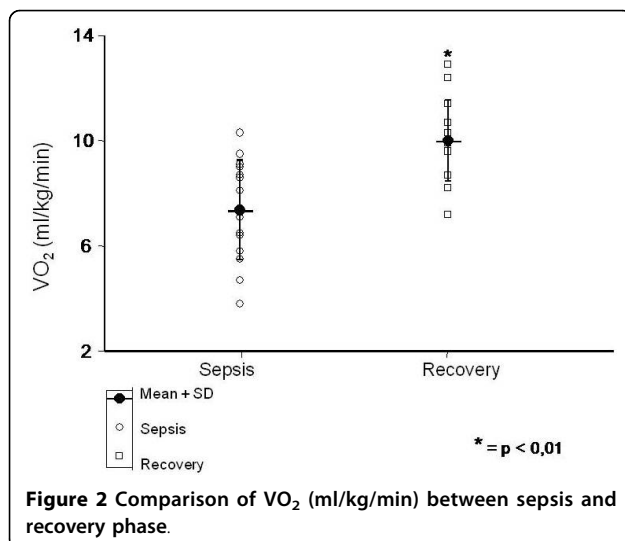 14
*
10
VO₂ (ml/kg/min)
6
2
Sepsis Recovery
Mean + SD
Sepsis
Recovery
* = p < 0,01
Figure 2 Comparison of VO₂ (ml/kg/min) between sepsis and
recovery phase.